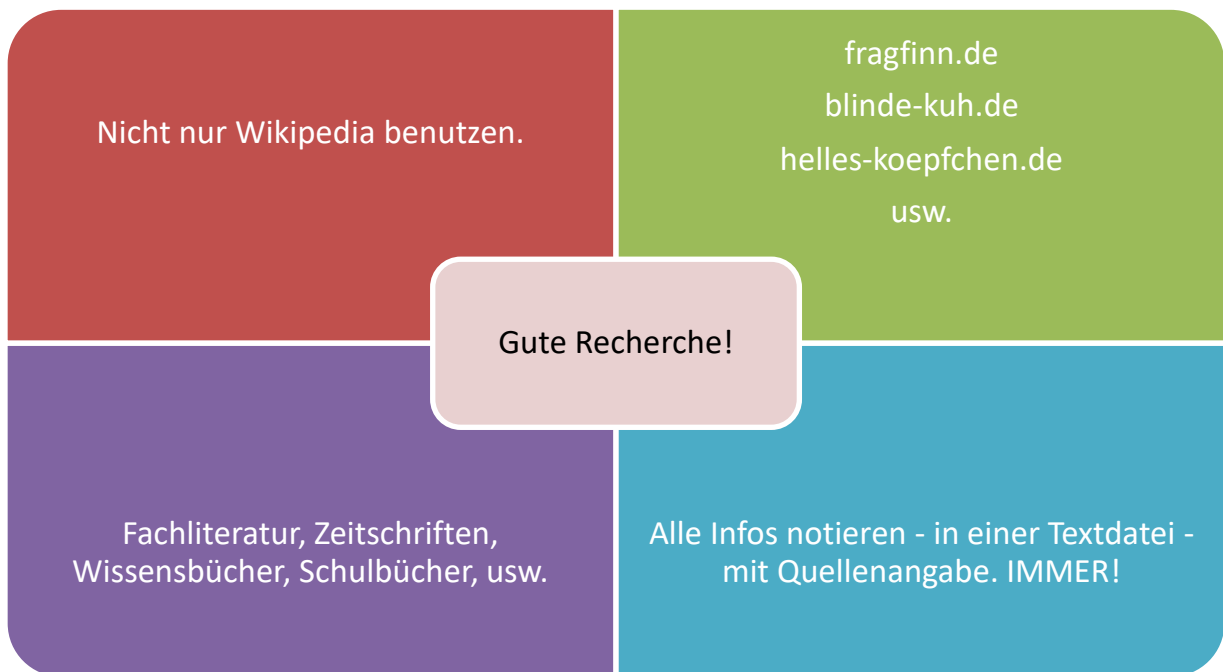 Nicht nur Wikipedia benutzen.
fragfinn.de
blinde-kuh.de
helles-koepfchen.de
usw.
Gute Recherche!
Fachliteratur, Zeitschriften,
Wissensbücher, Schulbücher, usw.
Alle Infos notieren - in einer Textdatei -
mit Quellenangabe. IMMER!